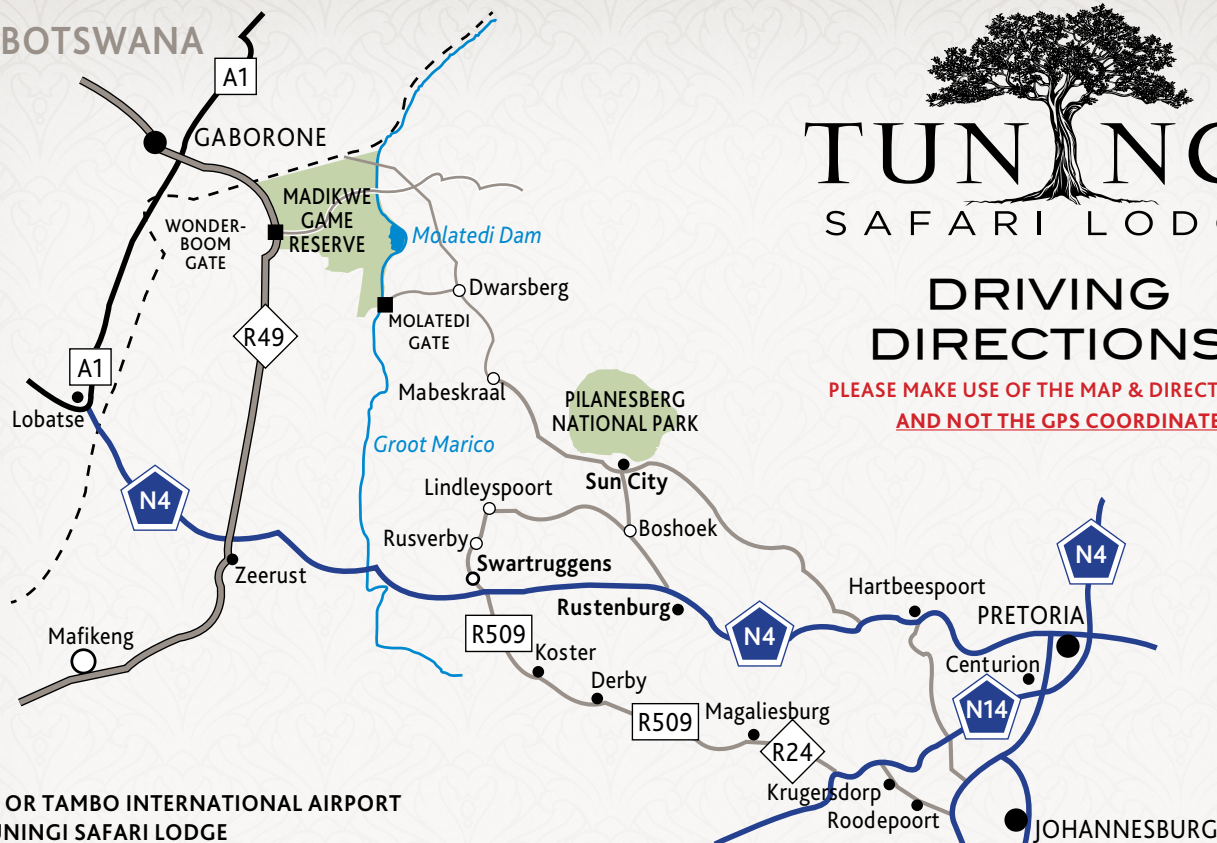 BOTSWANA
A1
GABORONE
MADIKWE
GAME
RESERVE
WONDER-
BOOM
GATE
Molatedi Dam
Dwarsberg
MOLATEDI
GATE
R49
A1
Lobatse
Mabeskraal
PILANESBERG
NATIONAL PARK
Groot Marico
Sun City
Lindleyspoort
N4
Boshoek
Rusverby
Swartruggens
Zeerust
Rustenburg
Hartbeespoort
N4
PRETORIA
Mafikeng
R509
N4
Koster
Centurion
Derby
N14
R509
Magaliesburg
R24
Krugersdorp
Roodepoort
JOHANNESBURG
TUNING
SAFARI LODG
DRIVING
DIRECTIONS
PLEASE MAKE USE OF THE MAP & DIRECT
AND NOT THE GPS COORDINATE
OR TAMBO INTERNATIONAL AIRPORT
UNINGI SAFARI LODGE